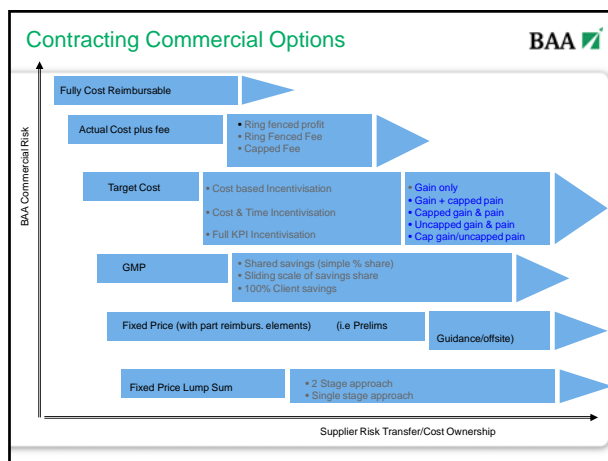 Contracting Commercial Options
BAA
BAA Commercial Risk
Fully Cost Reimbursable
Actual Cost plus fee
• Ring fenced profit
• Ring Fenced Fee
• Capped Fee
Target Cost
• Cost based Incentivisation
• Cost & Time Incentivisation
• Full KPI Incentivisation
• Gain only
• Gain + capped pain
• Capped gain & pain
• Uncapped gain & pain
• Cap gain/uncapped pain
GMP
• Shared savings (simple % share)
• Sliding scale of savings share
• 100% Client savings
Fixed Price (with part reimburs. elements) (i.e Prelims
Guidance/offsite)
Fixed Price Lump Sum
• 2 Stage approach
• Single stage approach
Supplier Risk Transfer/Cost Ownership